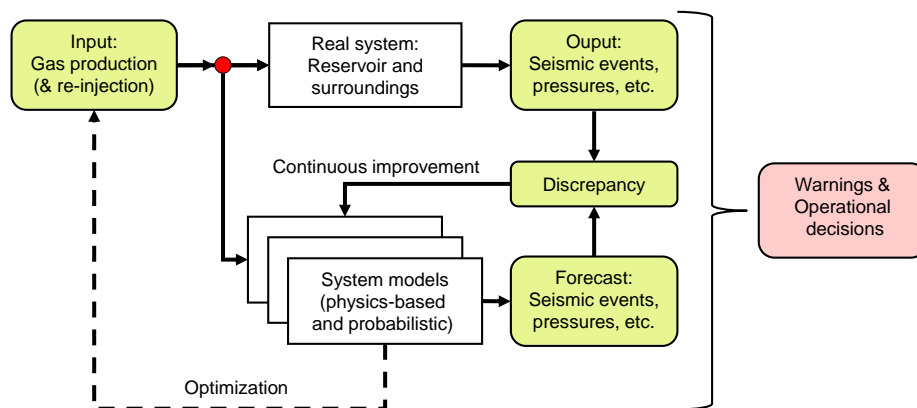 Input:
Gas production
(& re-injection)
Real system:
Reservoir and
surroundings
Ouput:
Seismic events,
pressures, etc.
Continuous improvement
Discrepancy
Warnings &
Operational
decisions
System models
(physics-based
and probabilistic)
Forecast:
Seismic events,
pressures, etc.
Optimization